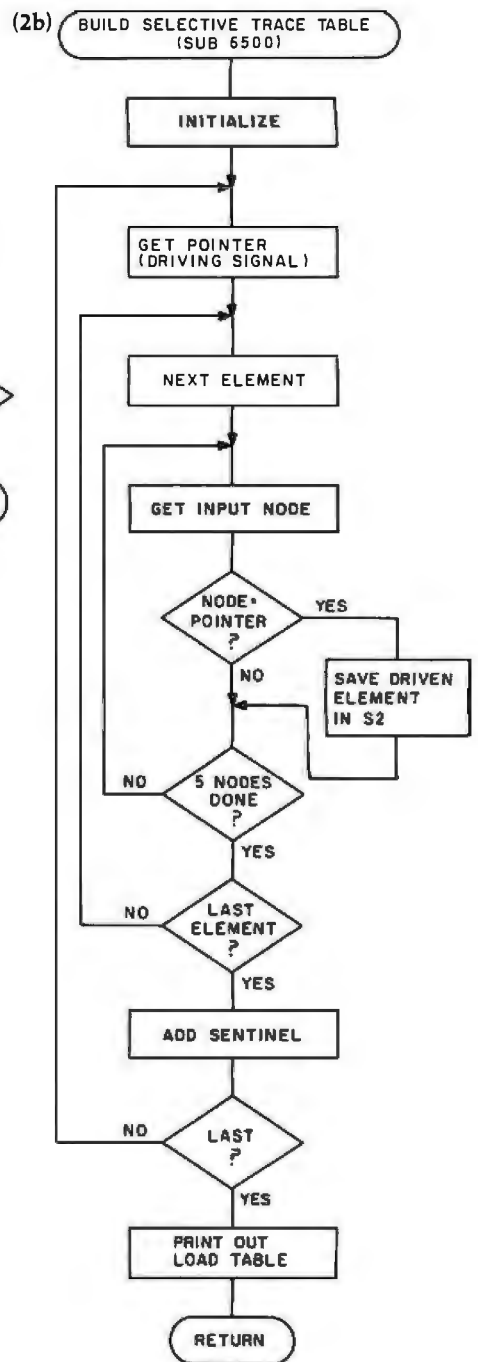 (2b)
BUILD SELECTIVE TRACE TABLE
(SUB 6500)
INITIALIZE
GET POINTER
(DRIVING SIGNAL)
NEXT ELEMENT
GET INPUT NODE
NODE=
POINTER
?
YES
NO
SAVE DRIVEN
ELEMENT
IN S2
5 NODES
DONE
?
NO
YES
LAST
ELEMENT
?
NO
YES
ADD SENTINEL
LAST
?
NO
YES
PRINT OUT
LOAD TABLE
RETURN